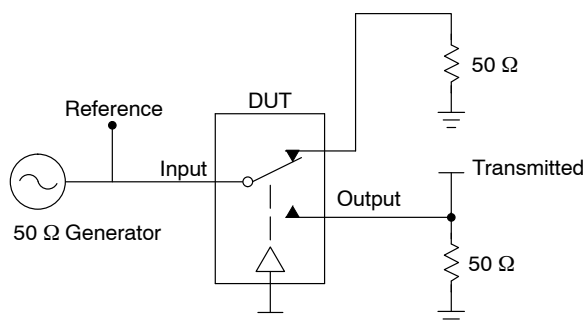 50 Ω
DUT
Reference
Input
Transmitted
Output
50 Ω Generator
50 Ω